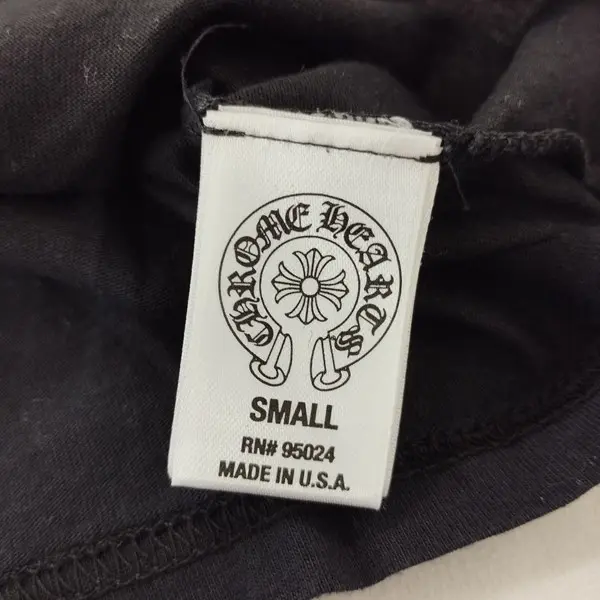 CHROME HEARTS
SMALL
RN# 95024
MADE IN U.S.A.